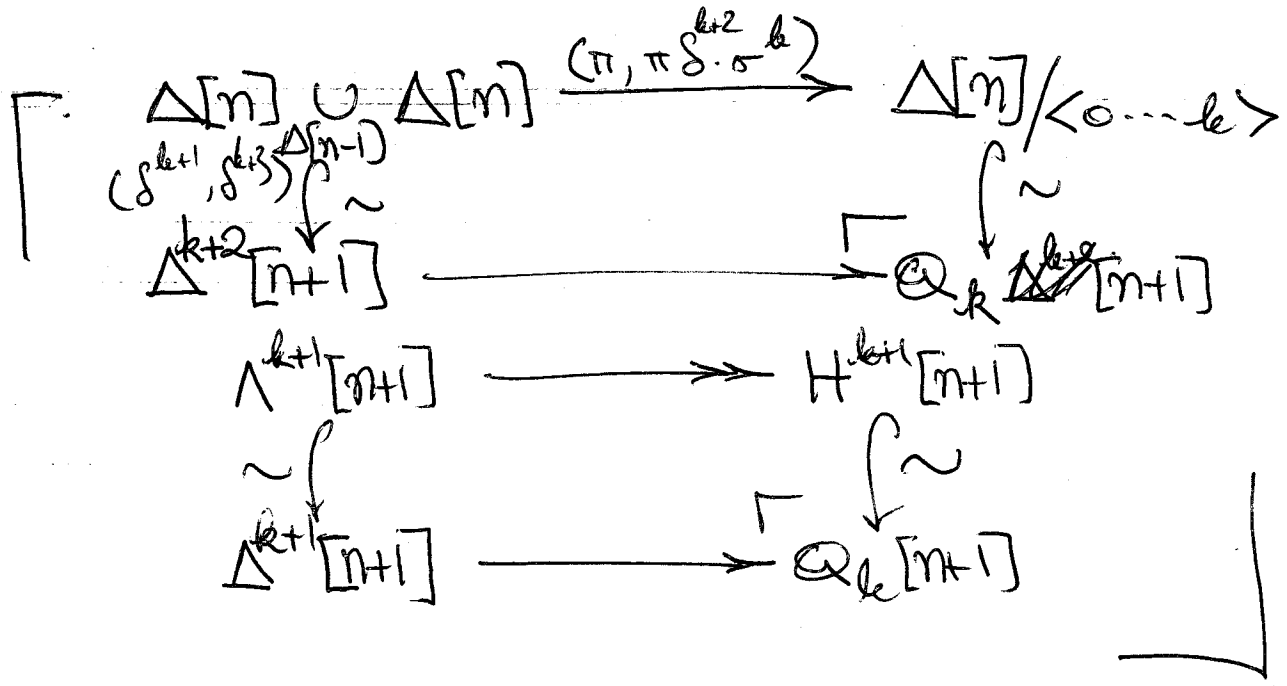 (π, πδ^{k+2}·σ^k)
Δ[n] ∪ Δ[n] ⟶ Δ[n]/<0···k>
Δ[n-1]
(δ^{k+1}, δ^{k+3}) ~ ~
Δ^{k+2}[n+1] ⟶ Q_k [n+1]
Λ^{k+1}[n+1] ↠ H^{k+1}[n+1]
~ ~
Δ^{k+1}[n+1] ⟶ Q_k[n+1]